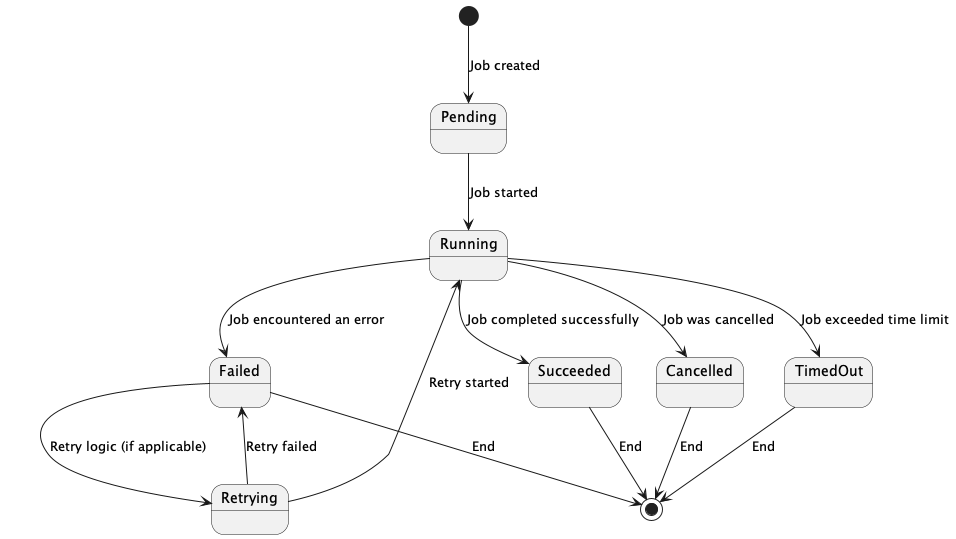 Job created
Pending
Job started
Running
Job encountered an error
Job completed successfully
Job was cancelled
Job exceeded time limit
Failed
Succeeded
Cancelled
TimedOut
Retry started
Retry logic (if applicable)
Retry failed
End
End
End
End
Retrying